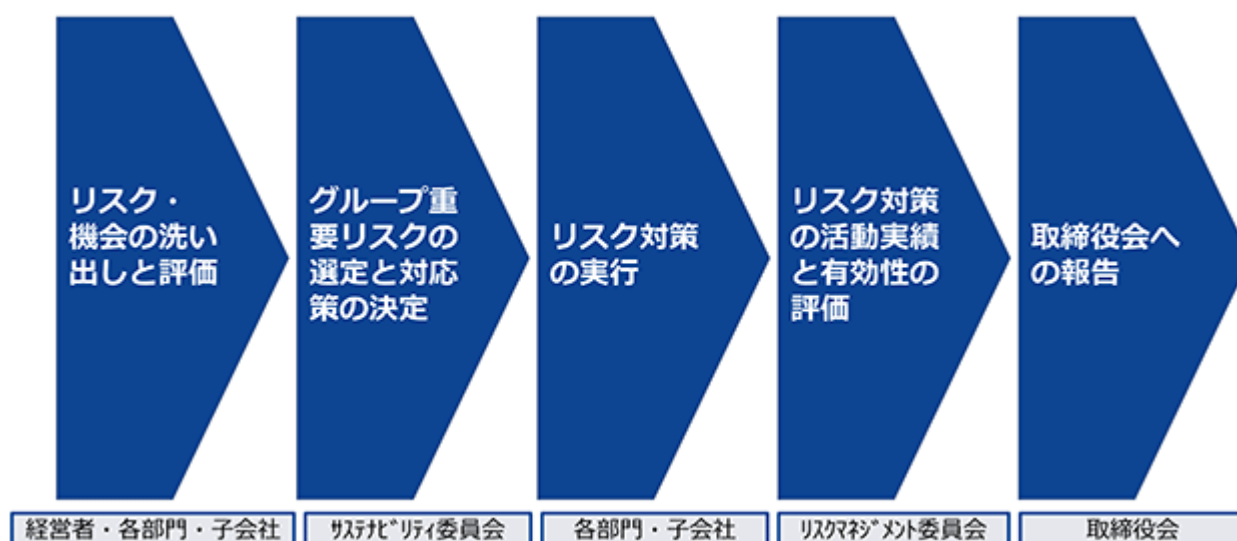 リスク・
機会の洗い
出しと評価
グループ重
要リスクの
選定と対応
策の決定
リスク対策
の実行
リスク対策
の活動実績
と有効性の
評価
取締役会へ
の報告
経営者・各部門・子会社
ｻｽﾃﾅﾋﾞﾘﾃｨ委員会
各部門・子会社
ﾘｽｸﾏﾈｼﾞﾒﾝﾄ委員会
取締役会